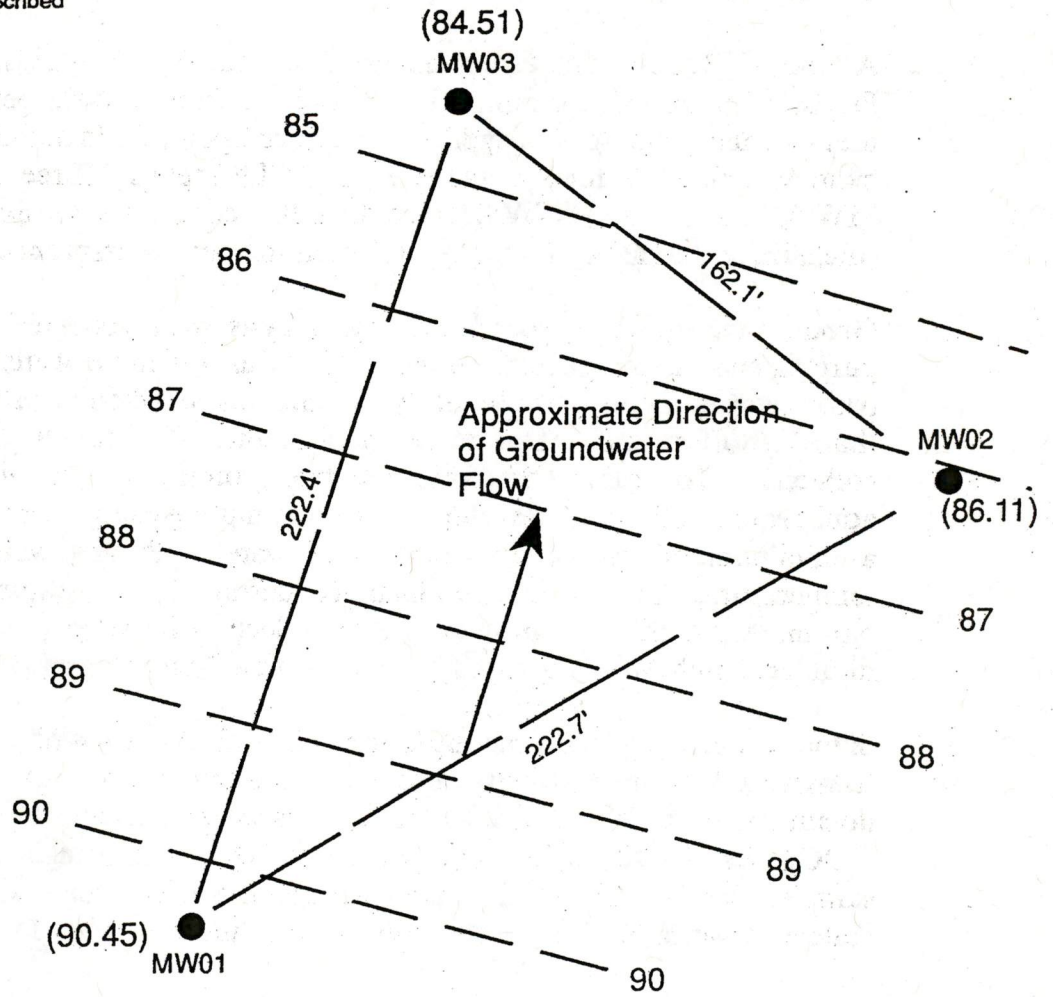 (84.51)
MW03
85
162.1'
86
87
Approximate Direction
of Groundwater
Flow
MW02
(86.11)
222.4'
88
87
89
222.7'
88
90
89
(90.45)
MW01
90